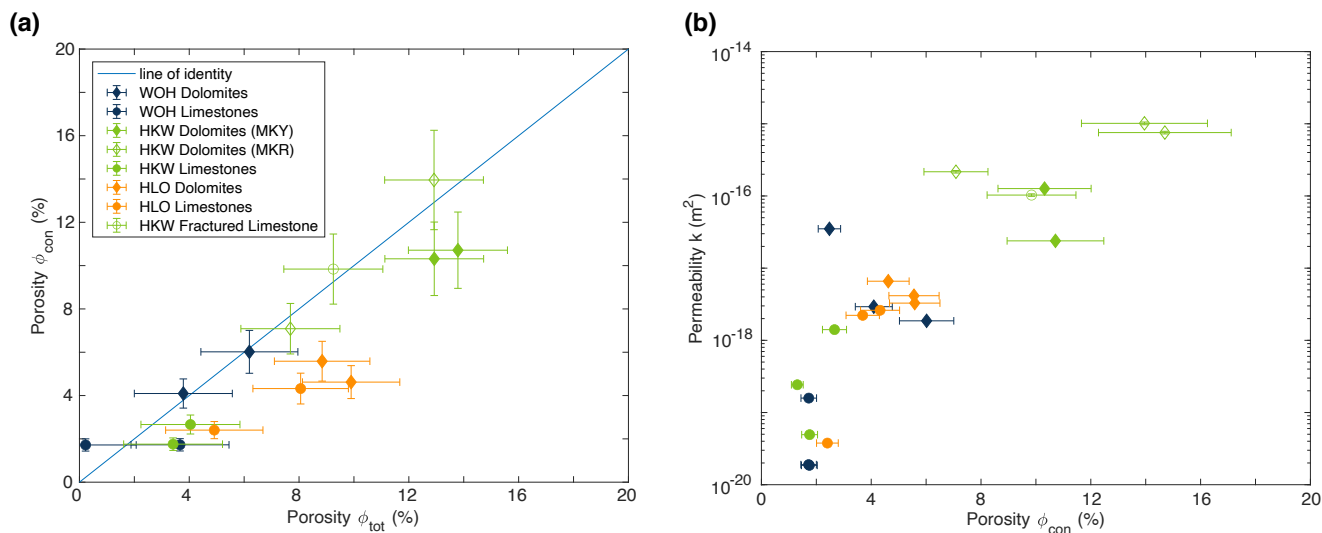 (a)
20
16
12
8
4
0
Porosity ϕcon (%)
line of identity
WOH Dolomites
WOH Limestones
HKW Dolomites (MKY)
HKW Dolomites (MKR)
HKW Limestones
HLO Dolomites
HLO Limestones
HKW Fractured Limestone
0 4 8 12 16 20
Porosity ϕtot (%)
(b)
10-14
10-16
10-18
10-20
Permeability k (m2)
0 4 8 12 16 20
Porosity ϕcon (%)